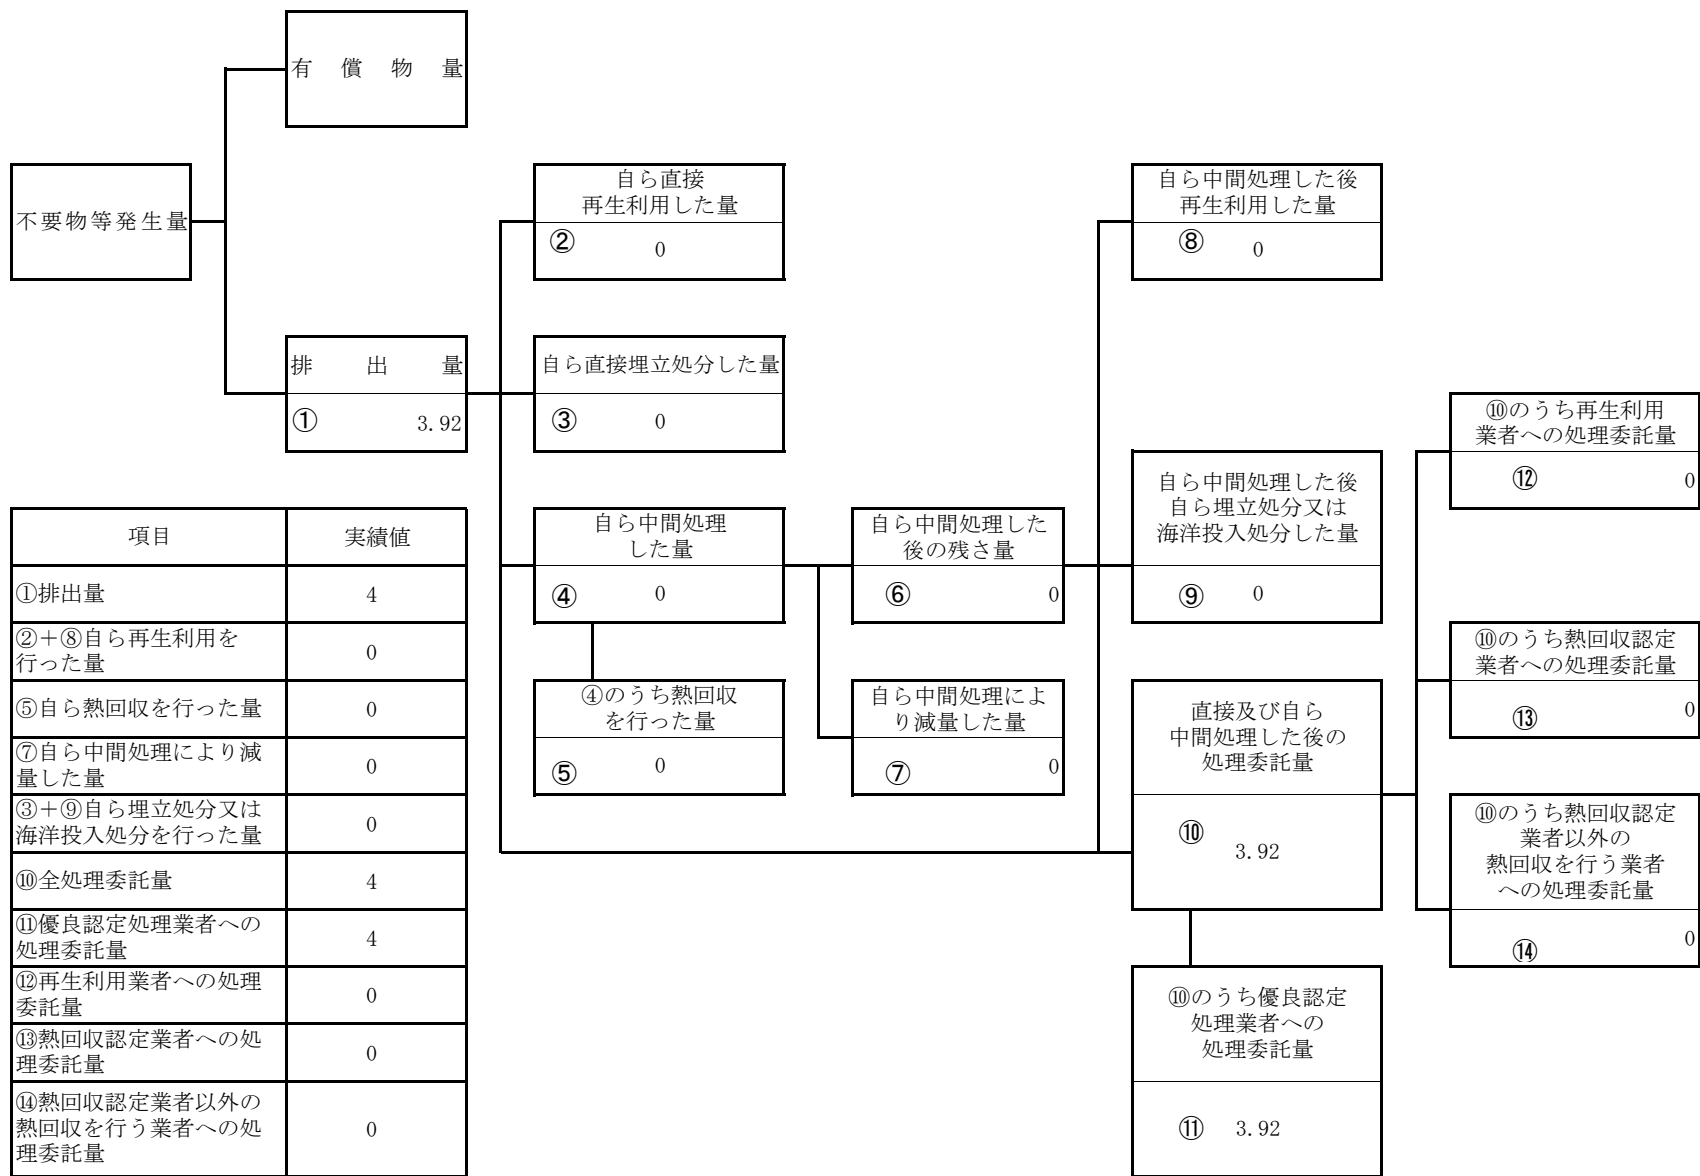 有償物量
不要物等発生量
排出量
① 3.92
自ら直接
再生利用した量
② 0
自ら直接埋立処分した量
③ 0
自ら中間処理
した量
④ 0
④のうち熱回収
を行った量
⑤ 0
自ら中間処理した
後の残さ量
⑥ 0
自ら中間処理によ
り減量した量
⑦ 0
自ら中間処理した後
再生利用した量
⑧ 0
自ら中間処理した後
自ら埋立処分又は
海洋投入処分した量
⑨ 0
直接及び自ら
中間処理した後の
処理委託量
⑩
3.92
⑩のうち優良認定
処理業者への
処理委託量
⑪ 3.92
⑩のうち再生利用
業者への処理委託量
⑫ 0
⑩のうち熱回収認定
業者への処理委託量
⑬ 0
⑩のうち熱回収認定
業者以外の
熱回収を行う業者
への処理委託量
⑭ 0
項目 実績値
①排出量 4
②+⑧自ら再生利用を
行った量 0
⑤自ら熱回収を行った量 0
⑦自ら中間処理により減
量した量 0
③+⑨自ら埋立処分又は
海洋投入処分を行った量 0
⑩全処理委託量 4
⑪優良認定処理業者への
処理委託量 4
⑫再生利用業者への処理
委託量 0
⑬熱回収認定業者への処
理委託量 0
⑭熱回収認定業者以外の
熱回収を行う業者への処
理委託量 0